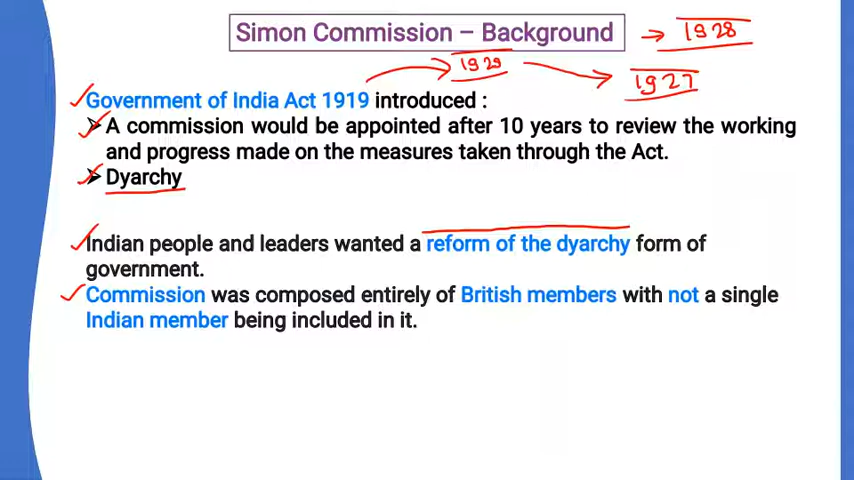 Simon Commission – Background → 1928
1929
1927
Government of India Act 1919 introduced :
A commission would be appointed after 10 years to review the working
and progress made on the measures taken through the Act.
Dyarchy
Indian people and leaders wanted a reform of the dyarchy form of
government.
Commission was composed entirely of British members with not a single
Indian member being included in it.